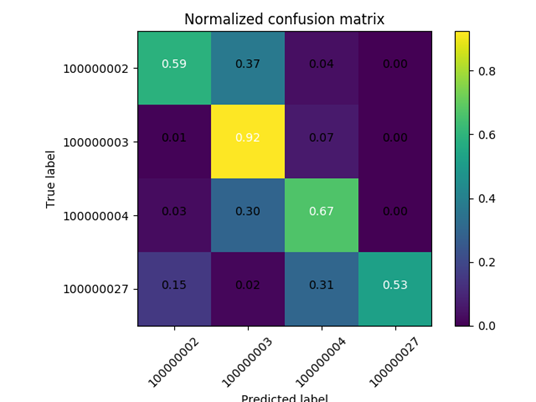 Normalized confusion matrix
100000002 0.59 0.37 0.04 0.00 0.8
100000003 0.01 0.92 0.07 0.00 0.6
True label
0.4
100000004 0.03 0.30 0.67 0.00
0.2
100000027 0.15 0.02 0.31 0.53
0.0
100000002 100000003 100000004 100000027
Predicted label